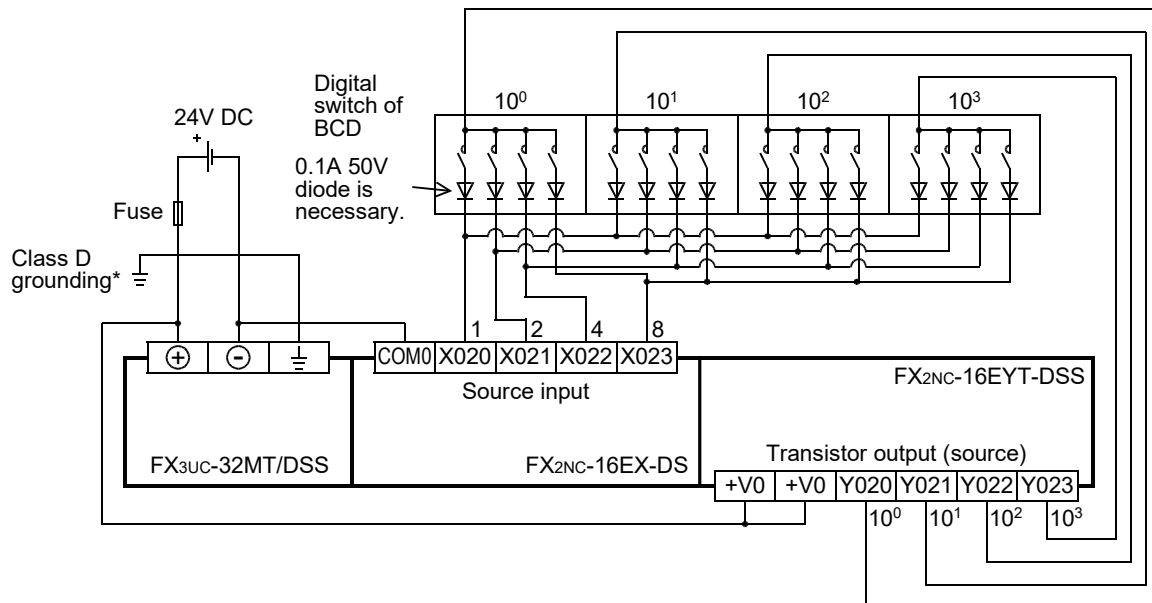 Digital
switch of
BCD
10⁰
10¹
10²
10³
24V DC
+
0.1A 50V
diode is
necessary.
Fuse
Class D
grounding*
1
2
4
8
+
-
COM0
X020
X021
X022
X023
Source input
FX2NC-16EYT-DSS
FX3UC-32MT/DSS
FX2NC-16EX-DS
Transistor output (source)
+V0
+V0
Y020
Y021
Y022
Y023
10⁰
10¹
10²
10³